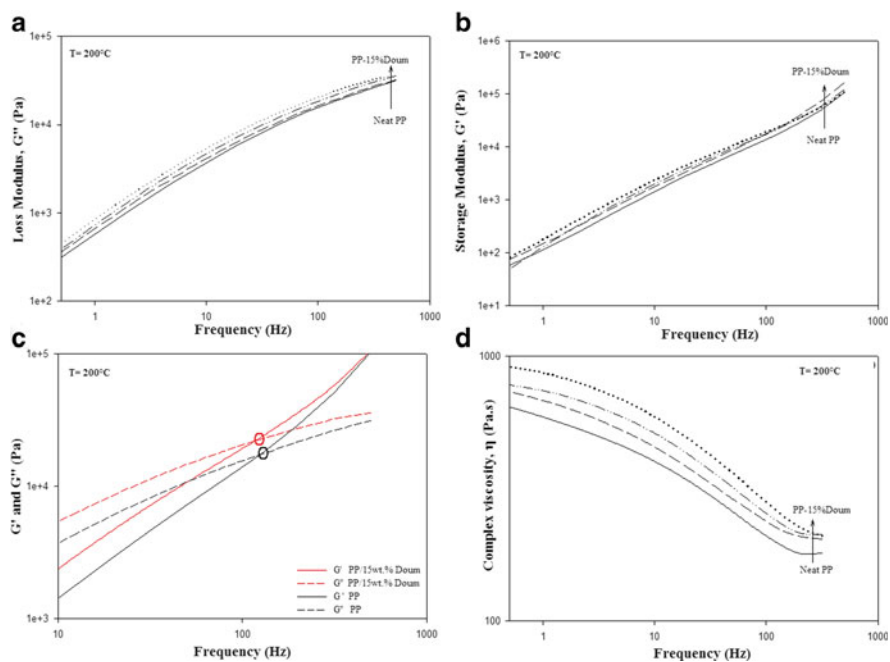 a
1e+5
T= 200°C
PP-15%Doum
1e+4
Neat PP
1e+3
1e+2
Loss Modulus, G" (Pa)
1
10
100
1000
Frequency (Hz)
b
1e+6
T= 200°C
PP-15%Doum
1e+5
Neat PP
1e+4
1e+3
1e+2
1e+1
Storage Modulus, G' (Pa)
1
10
100
1000
Frequency (Hz)
c
1e+5
T= 200°C
1e+4
1e+3
G' and G" (Pa)
G' PP/15wt.% Doum
G" PP/15wt.% Doum
G' PP
G" PP
10
100
1000
Frequency (Hz)
d
1000
T= 200°C
PP-15%Doum
Neat PP
100
Complex viscosity, η (Pa.s)
1
10
100
1000
Frequency (Hz)